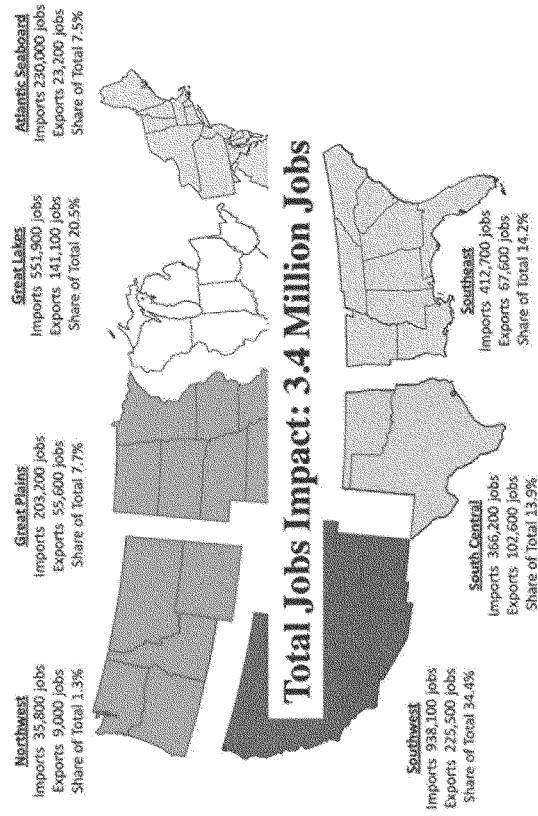 Northwest
Imports 35,800 jobs
Exports 9,000 jobs
Share of Total 1.3%
Great Plains
Imports 203,200 jobs
Exports 55,600 jobs
Share of Total 7.7%
Great Lakes
Imports 551,900 jobs
Exports 141,100 jobs
Share of Total 20.5%
Atlantic Seaboard
Imports 230,000 jobs
Exports 23,200 jobs
Share of Total 7.5%
Total Jobs Impact: 3.4 Million Jobs
Southwest
Imports 938,100 jobs
Exports 225,500 jobs
Share of Total 34.4%
South Central
Imports 366,200 jobs
Exports 102,600 jobs
Share of Total 13.9%
Southeast
Imports 412,700 jobs
Exports 67,600 jobs
Share of Total 14.2%